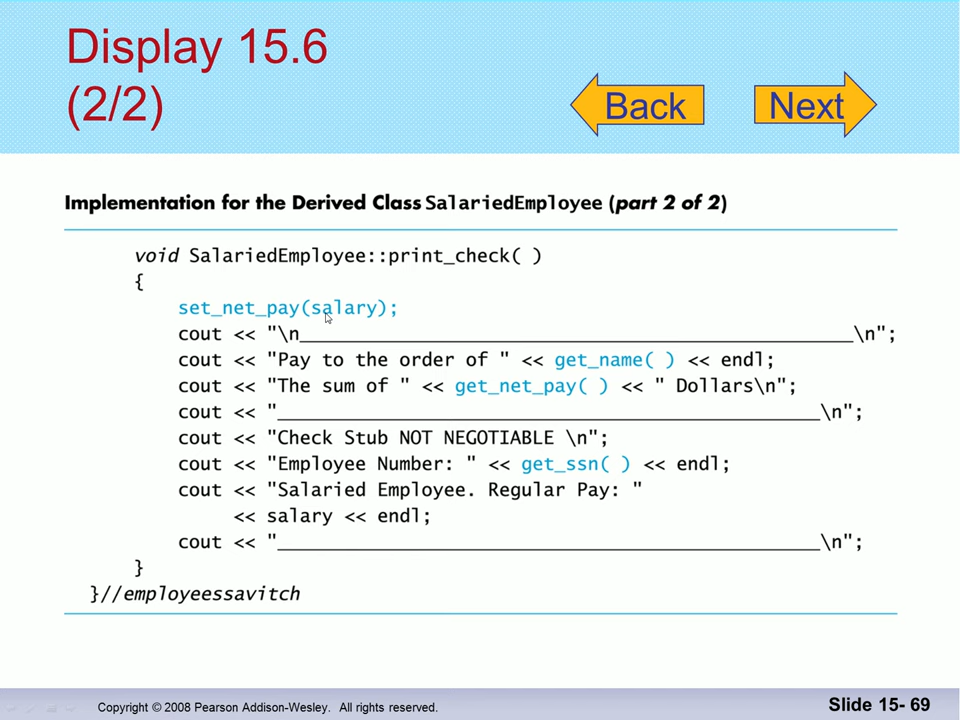 Display 15.6
(2/2)
Back
Next
Implementation for the Derived Class SalariedEmployee (part 2 of 2)
void SalariedEmployee::print_check( )
{
set_net_pay(salary);
cout << "\n__________________________________________________\n";
cout << "Pay to the order of " << get_name( ) << endl;
cout << "The sum of " << get_net_pay( ) << " Dollars\n";
cout << "_________________________________________________\n";
cout << "Check Stub NOT NEGOTIABLE \n";
cout << "Employee Number: " << get_ssn( ) << endl;
cout << "Salaried Employee. Regular Pay: "
<< salary << endl;
cout << "_________________________________________________\n";
}
}//employeessavitch
Copyright © 2008 Pearson Addison-Wesley. All rights reserved.
Slide 15- 69